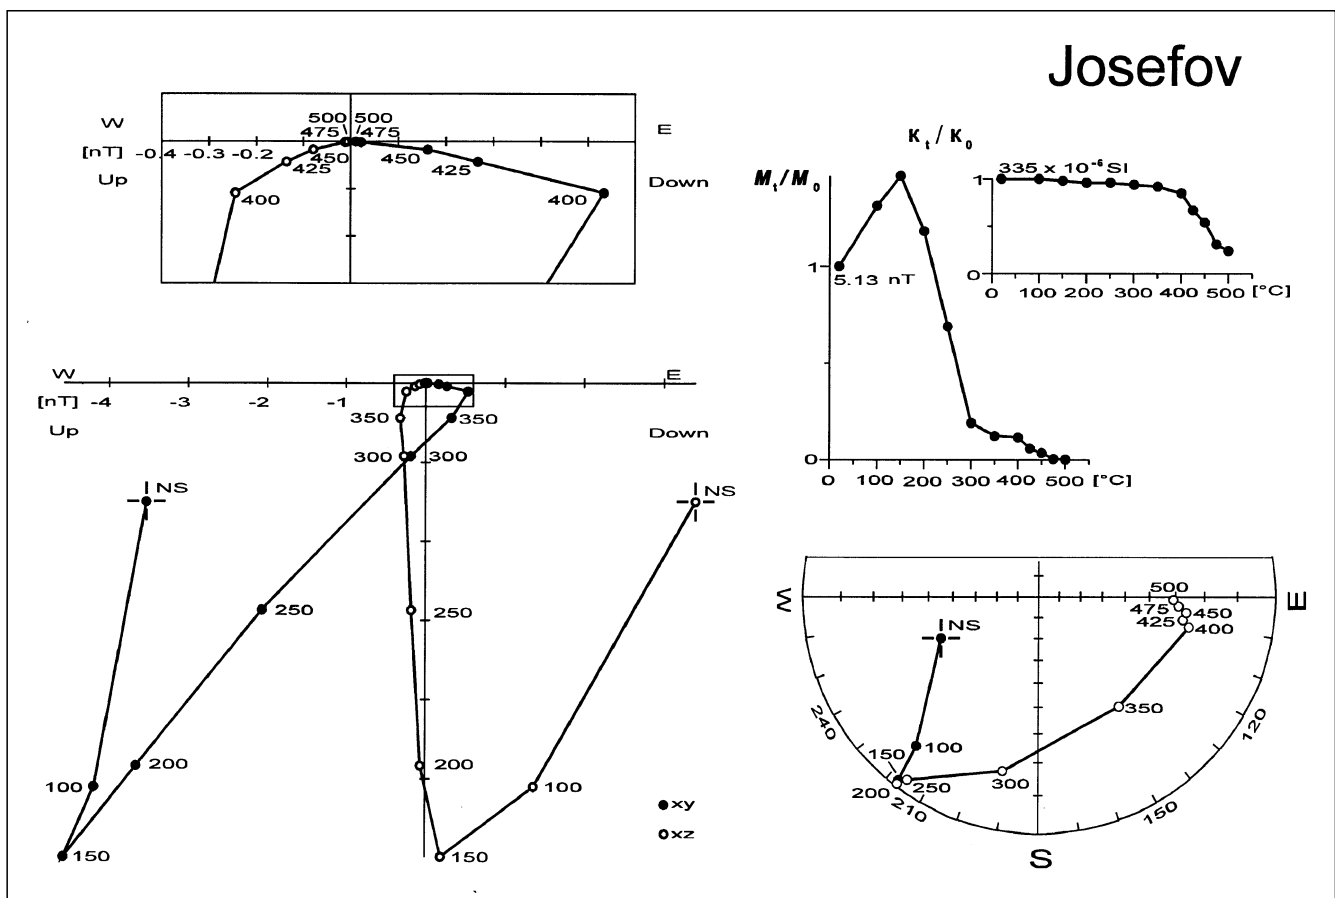 Josefov
W
500 500
475 475
E
[nT] -0.4 -0.3 -0.2
450 450
425 425
Up
Down
400 400
Kt / K0
Mt/M0
335 x 10-6 SI
1
0
0 100 200 300 400 500 [°C]
1
5.13 nT
0
0 100 200 300 400 500 [°C]
W
E
[nT] -4 -3 -2 -1
Up
Down
350 350
300 300
NS
NS
250
250
200
200
100
100
150
150
xy
xz
W
E
500
475 450
425 400
NS
350
240
120
150 100
300
200 250
210
150
S